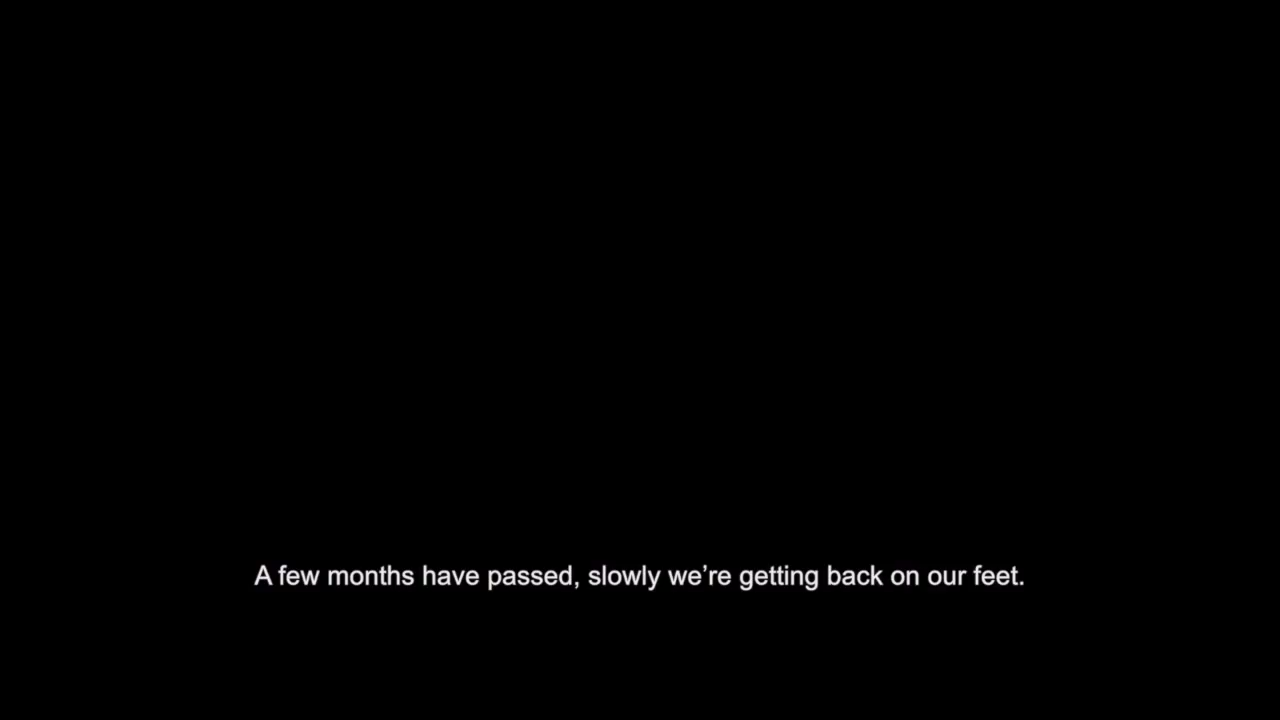 A few months have passed, slowly we’re getting back on our feet.